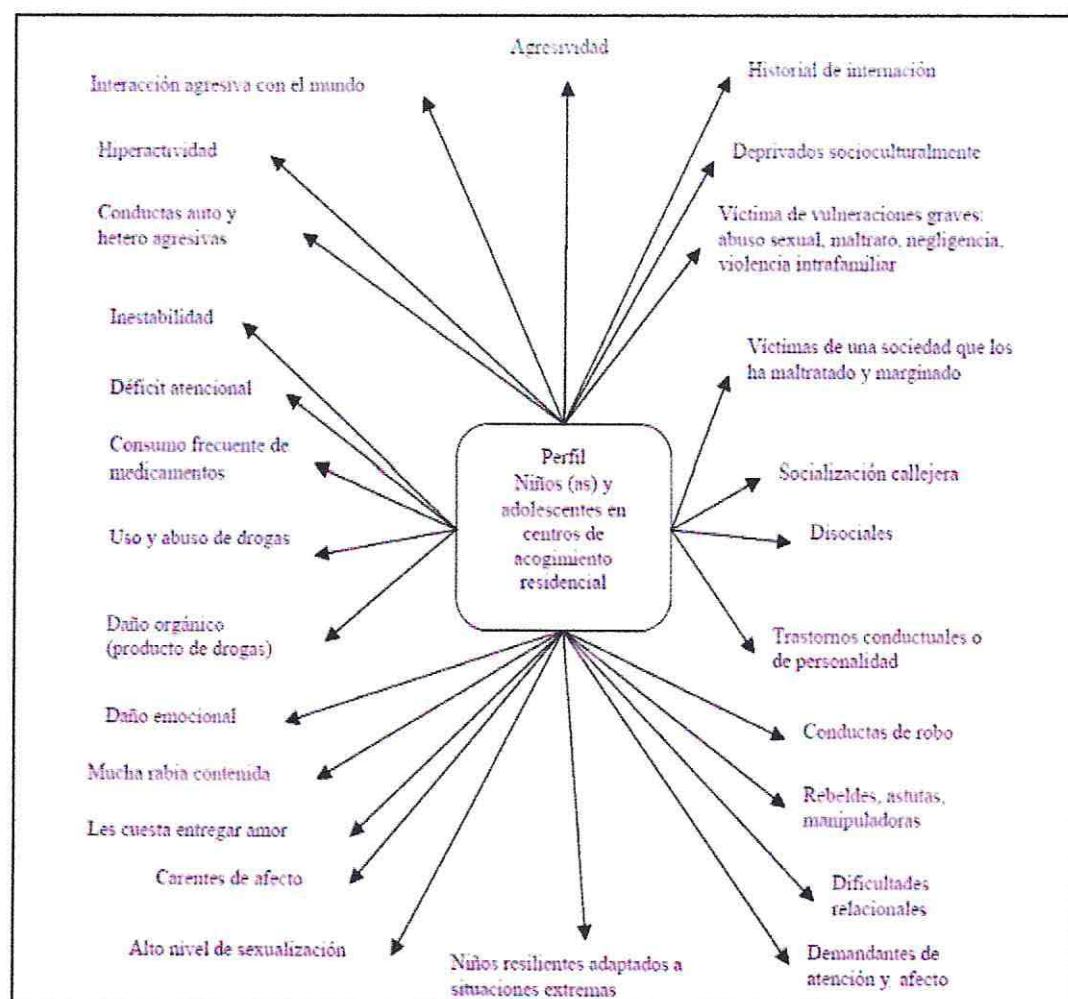 Agresividad
Interacción agresiva con el mundo
Historial de internación
Hiperactividad
Deprivados socioculturalmente
Conductas auto y
hetero agresivas
Víctima de vulneraciones graves:
abuso sexual, maltrato, negligencia,
violencia intrafamiliar
Inestabilidad
Víctimas de una sociedad que los
ha maltratado y marginado
Déficit atencional
Consumo frecuente de
medicamentos
Perfil
Niños (as) y
adolescentes en
centros de
acogimiento
residencial
Socialización callejera
Uso y abuso de drogas
Disociales
Daño orgánico
(producto de drogas)
Trastornos conductuales o
de personalidad
Daño emocional
Conductas de robo
Mucha rabia contenida
Rebeldes, astutas,
manipuladoras
Les cuesta entregar amor
Carentes de afecto
Dificultades
relacionales
Alto nivel de sexualización
Niños resilientes adaptados a
situaciones extremas
Demandantes de
atención y afecto